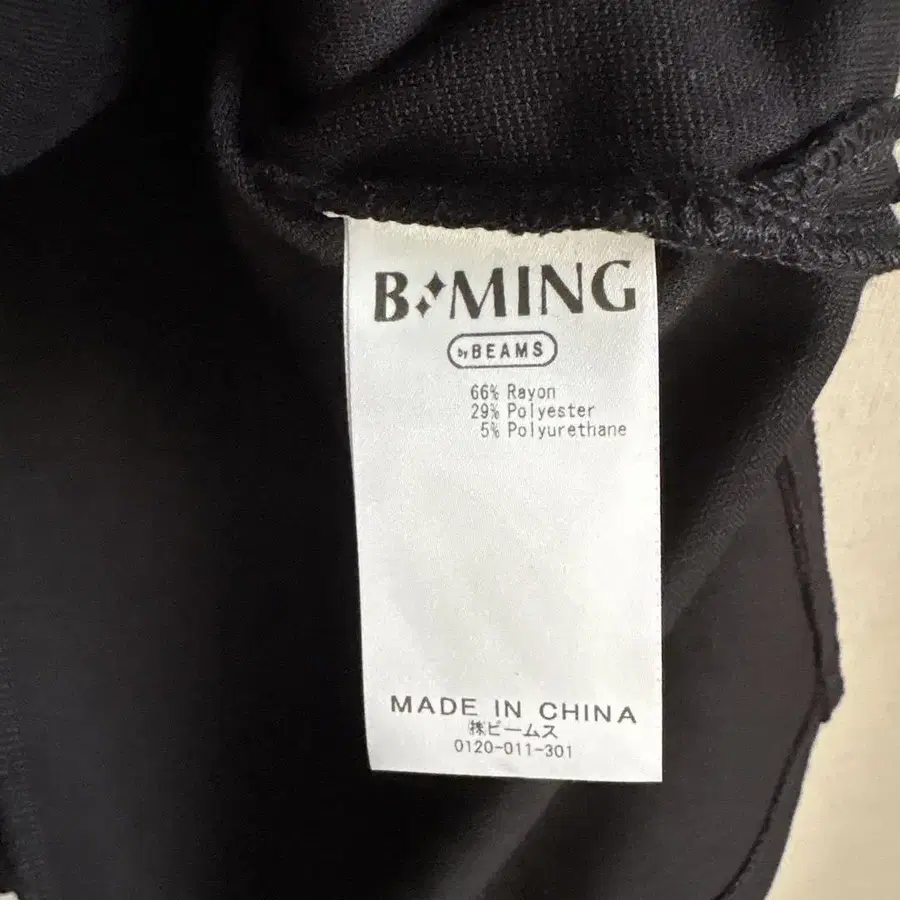 B✦MING
by BEAMS
66% Rayon
29% Polyester
5% Polyurethane
MADE IN CHINA
㈱ビームス
0120-011-301